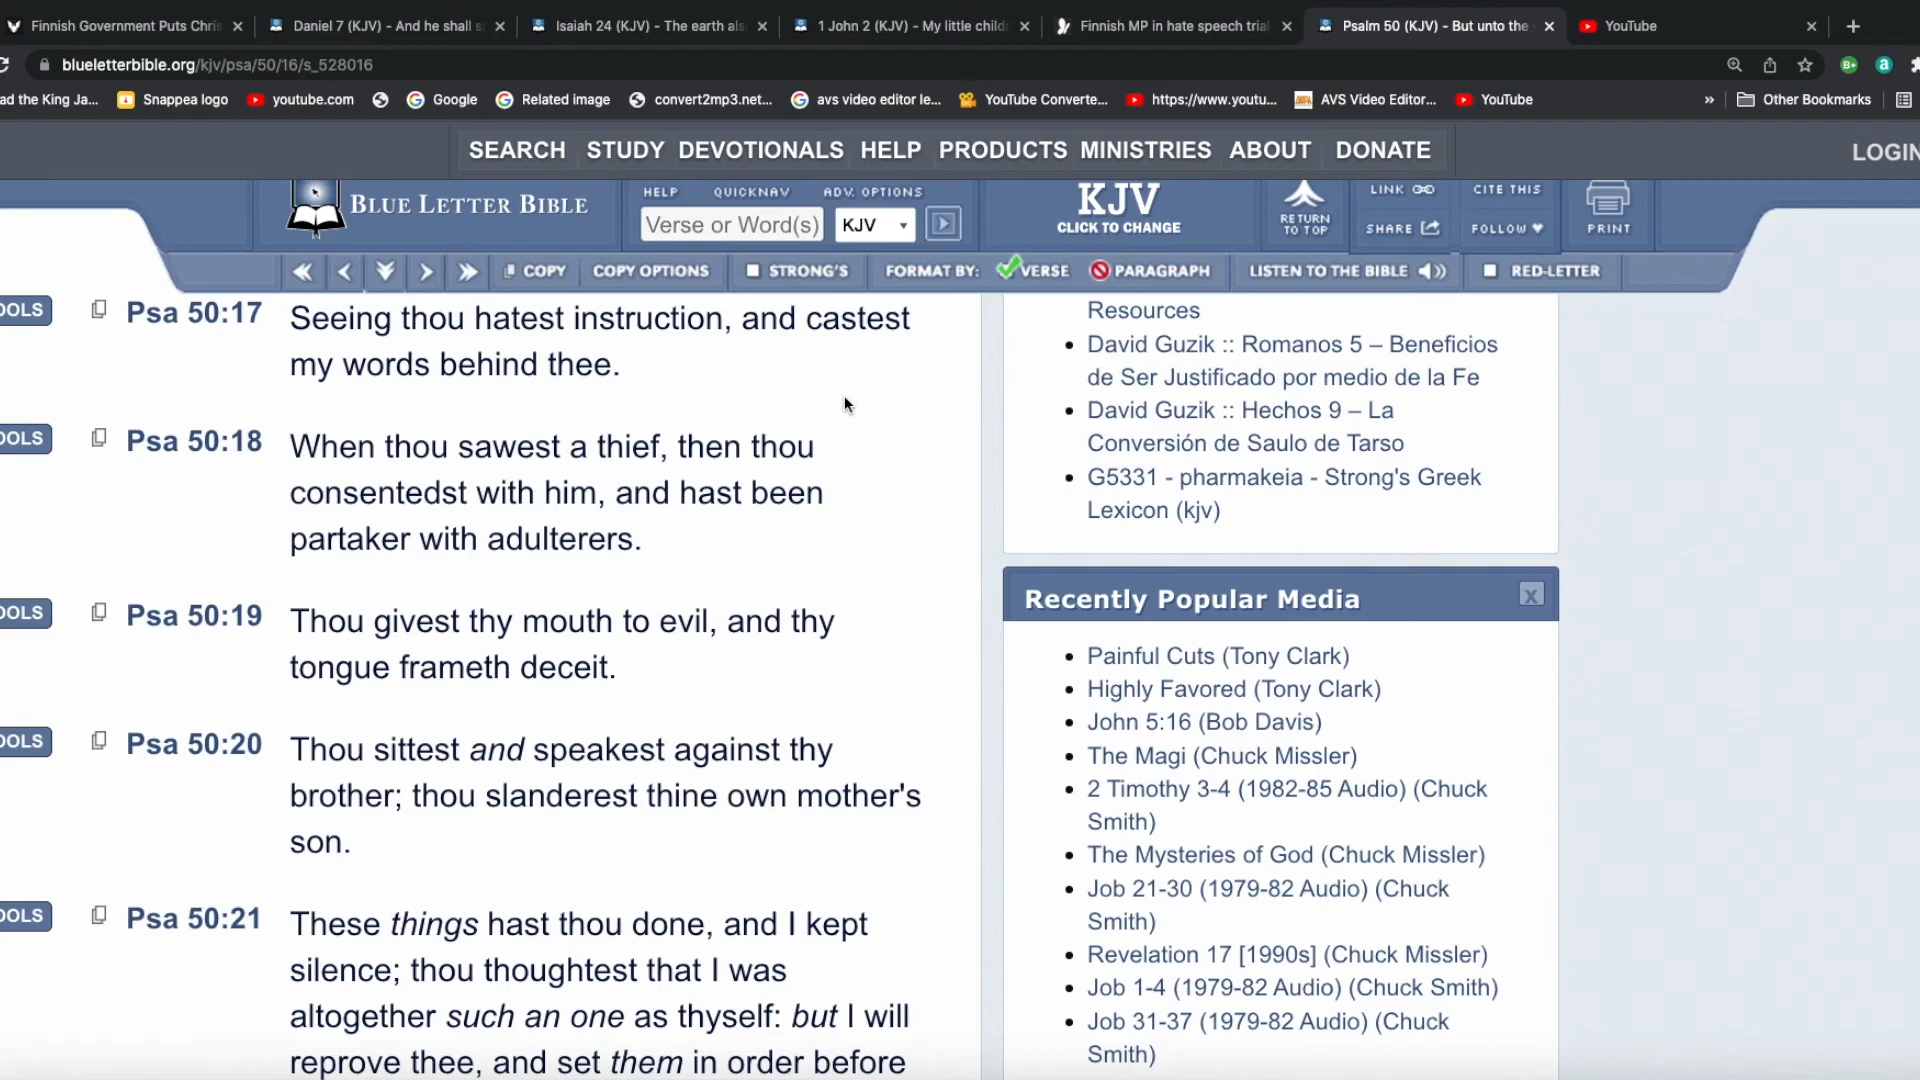 Finnish Government Puts Chris
Daniel 7 (KJV) - And he shall s
Isaiah 24 (KJV) - The earth als
1 John 2 (KJV) - My little child
Finnish MP in hate speech trial
Psalm 50 (KJV) - But unto the
YouTube
blueletterbible.org/kjv/psa/50/16/s_528016
ad the King Ja...
Snappea logo
youtube.com
Google
Related image
convert2mp3.net...
avs video editor le...
YouTube Converte...
https://www.youtu...
AVS Video Editor...
YouTube
»
Other Bookmarks
SEARCH STUDY DEVOTIONALS HELP PRODUCTS MINISTRIES ABOUT DONATE
LOGIN
BLUE LETTER BIBLE
HELP QUICKNAV ADV. OPTIONS
Verse or Word(s)
KJV
KJV
CLICK TO CHANGE
RETURN
TO TOP
LINK
SHARE
CITE THIS
FOLLOW
PRINT
COPY
COPY OPTIONS
STRONG'S
FORMAT BY: VERSE PARAGRAPH
LISTEN TO THE BIBLE
RED-LETTER
OOLS
Psa 50:17
Seeing thou hatest instruction, and castest
my words behind thee.
OOLS
Psa 50:18
When thou sawest a thief, then thou
consentedst with him, and hast been
partaker with adulterers.
OOLS
Psa 50:19
Thou givest thy mouth to evil, and thy
tongue frameth deceit.
OOLS
Psa 50:20
Thou sittest and speakest against thy
brother; thou slanderest thine own mother's
son.
OOLS
Psa 50:21
These things hast thou done, and I kept
silence; thou thoughtest that I was
altogether such an one as thyself: but I will
reprove thee, and set them in order before
Resources
David Guzik :: Romanos 5 – Beneficios
de Ser Justificado por medio de la Fe
David Guzik :: Hechos 9 – La
Conversión de Saulo de Tarso
G5331 - pharmakeia - Strong's Greek
Lexicon (kjv)
Recently Popular Media
x
Painful Cuts (Tony Clark)
Highly Favored (Tony Clark)
John 5:16 (Bob Davis)
The Magi (Chuck Missler)
2 Timothy 3-4 (1982-85 Audio) (Chuck
Smith)
The Mysteries of God (Chuck Missler)
Job 21-30 (1979-82 Audio) (Chuck
Smith)
Revelation 17 [1990s] (Chuck Missler)
Job 1-4 (1979-82 Audio) (Chuck Smith)
Job 31-37 (1979-82 Audio) (Chuck
Smith)